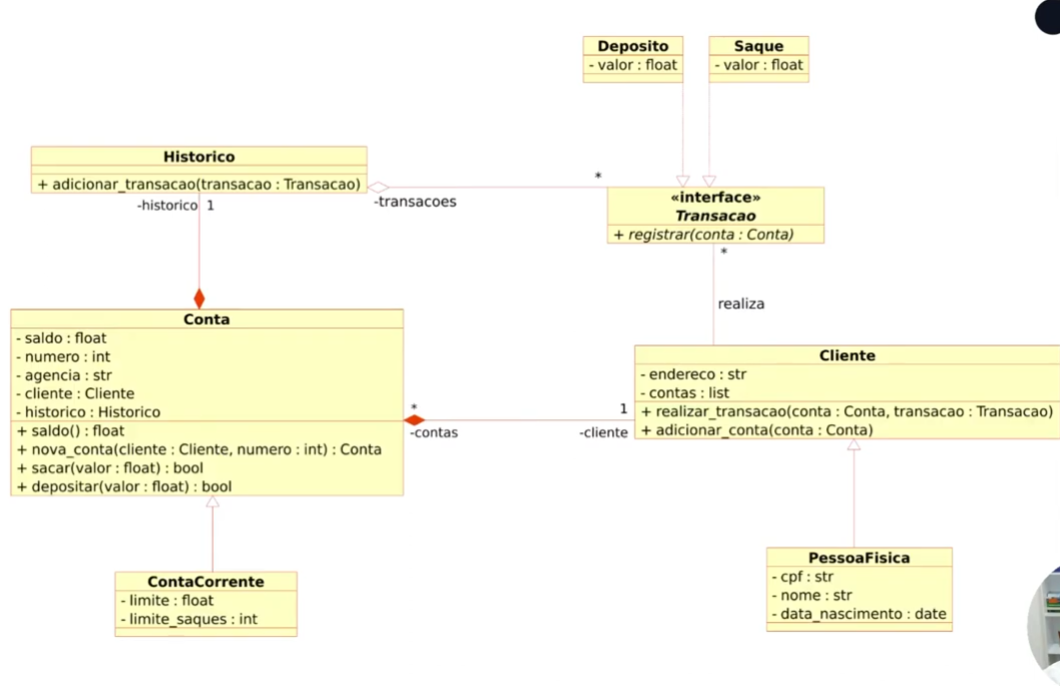 Deposito
- valor : float
Saque
- valor : float
Historico
+ adicionar_transacao(transacao : Transacao)
-historico 1
-transacoes
*
«interface»
Transacao
+ registrar(conta : Conta)
*
realiza
Conta
- saldo : float
- numero : int
- agencia : str
- cliente : Cliente
- historico : Historico
+ saldo() : float
+ nova_conta(cliente : Cliente, numero : int) : Conta
+ sacar(valor : float) : bool
+ depositar(valor : float) : bool
*
-contas
1
-cliente
Cliente
- endereco : str
- contas : list
+ realizar_transacao(conta : Conta, transacao : Transacao)
+ adicionar_conta(conta : Conta)
ContaCorrente
- limite : float
- limite_saques : int
PessoaFisica
- cpf : str
- nome : str
- data_nascimento : date